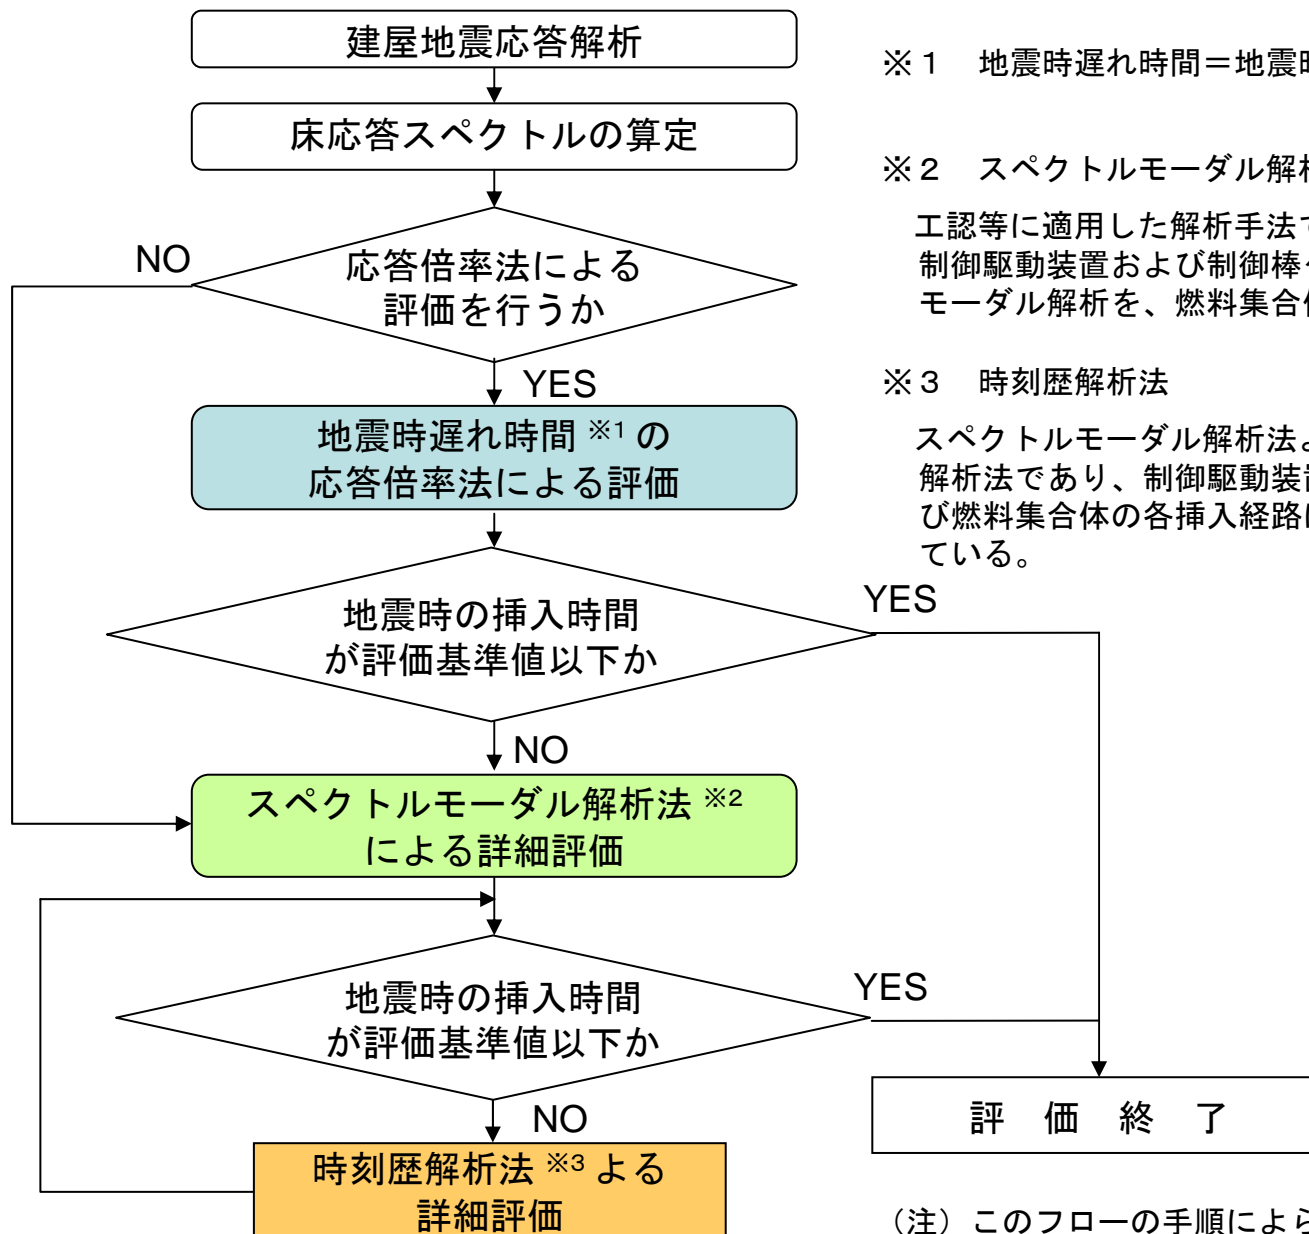 建屋地震応答解析
床応答スペクトルの算定
NO
応答倍率法による
評価を行うか
YES
地震時遅れ時間 ※1 の
応答倍率法による評価
地震時の挿入時間
が評価基準値以下か
YES
NO
スペクトルモーダル解析法 ※2
による詳細評価
地震時の挿入時間
が評価基準値以下か
YES
NO
時刻歴解析法 ※3 よる
詳細評価
評 価 終 了
※１ 地震時遅れ時間＝地震時
※２ スペクトルモーダル解析
工認等に適用した解析手法で
制御駆動装置および制御棒
モーダル解析を、燃料集合体
※３ 時刻歴解析法
スペクトルモーダル解析法よ
解析法であり、制御駆動装置
び燃料集合体の各挿入経路に
ている。
（注）このフローの手順によら